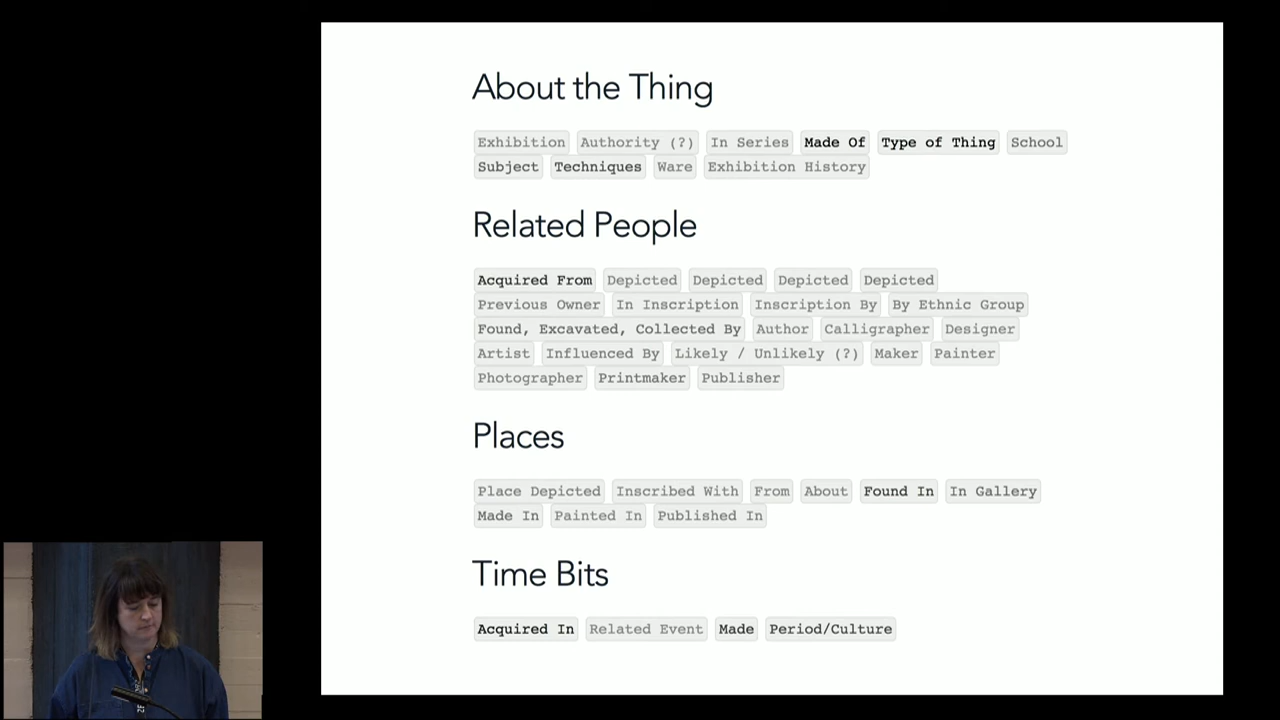 About the Thing
Exhibition Authority (?) In Series Made Of Type of Thing School
Subject Techniques Ware Exhibition History
Related People
Acquired From Depicted Depicted Depicted Depicted
Previous Owner In Inscription Inscription By By Ethnic Group
Found, Excavated, Collected By Author Calligrapher Designer
Artist Influenced By Likely / Unlikely (?) Maker Painter
Photographer Printmaker Publisher
Places
Place Depicted Inscribed With From About Found In In Gallery
Made In Painted In Published In
Time Bits
Acquired In Related Event Made Period/Culture